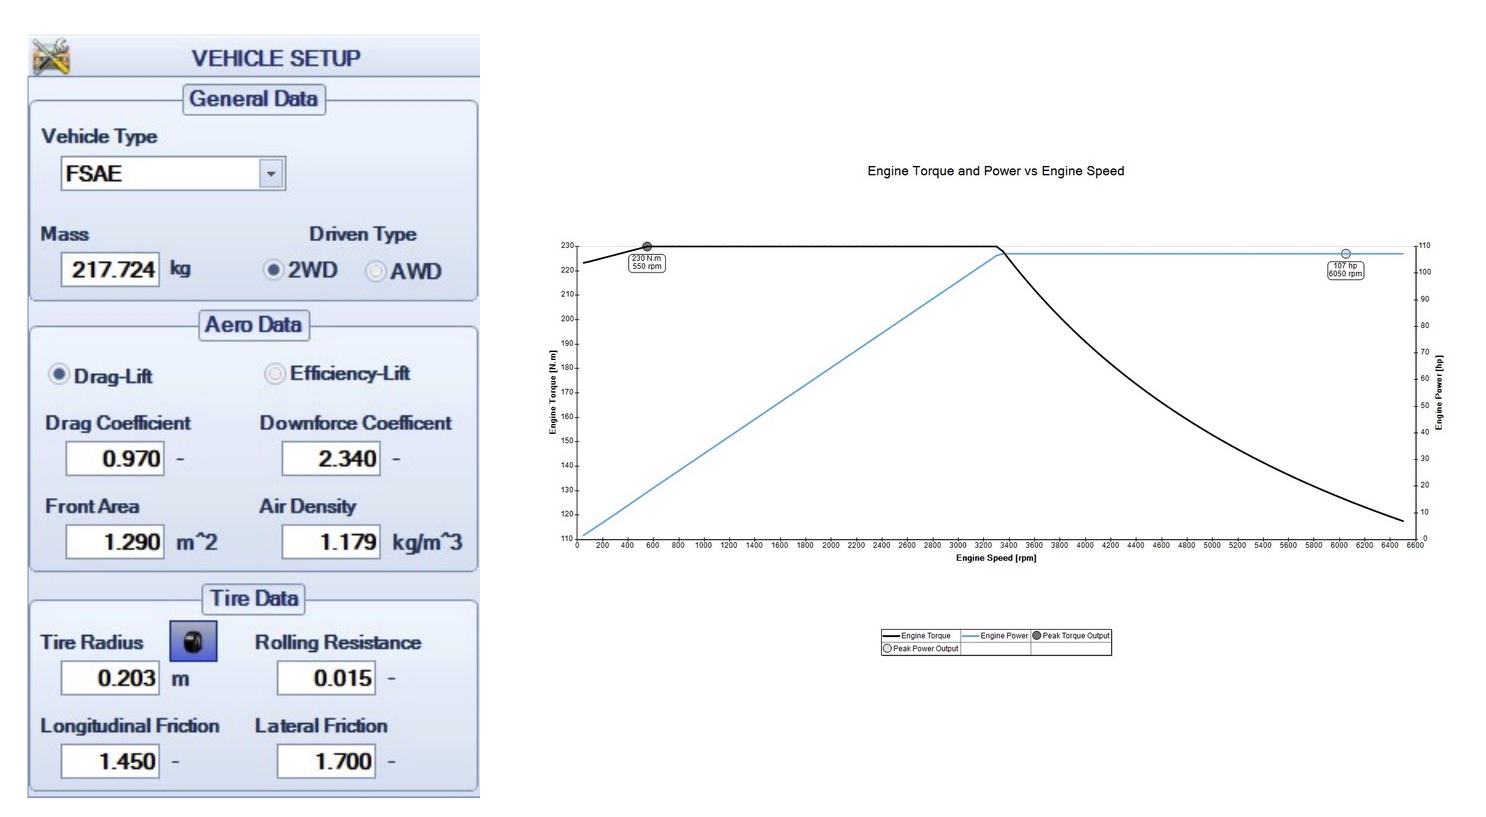 VEHICLE SETUP
General Data
Vehicle Type
FSAE
Mass Driven Type
217.724 kg 2WD AWD
Aero Data
Drag-Lift Efficiency-Lift
Drag Coefficient Downforce Coefficent
0.970 - 2.340 -
Front Area Air Density
1.290 m^2 1.179 kg/m^3
Tire Data
Tire Radius Rolling Resistance
0.203 m 0.015 -
Longitudinal Friction Lateral Friction
1.450 - 1.700 -
Engine Torque and Power vs Engine Speed
Engine Torque [N.m]
230
220
210
200
190
180
170
160
150
140
130
120
110
230 N.m
550 rpm
107 hp
6050 rpm
110
100
90
80
70
60
50
40
30
20
10
0
Engine Power [hp]
0 200 400 600 800 1000 1200 1400 1600 1800 2000 2200 2400 2600 2800 3000 3200 3400 3600 3800 4000 4200 4400 4600 4800 5000 5200 5400 5600 5800 6000 6200 6400 6600
Engine Speed [rpm]
Engine Torque Engine Power Peak Torque Output
Peak Power Output